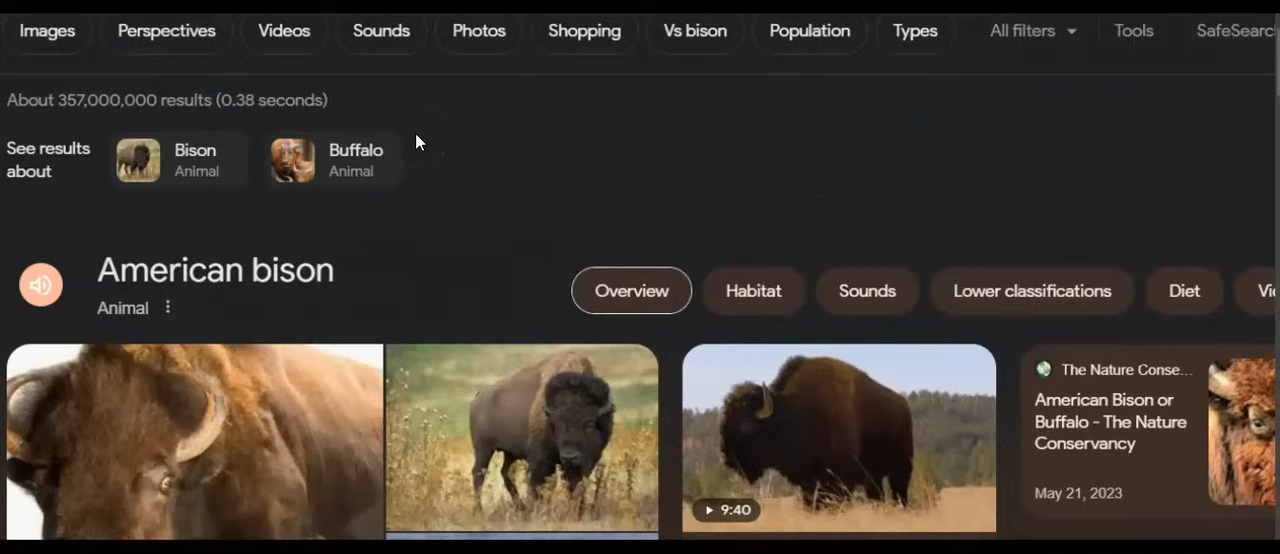 Images Perspectives Videos Sounds Photos Shopping Vs bison Population Types All filters Tools SafeSearc
About 357,000,000 results (0.38 seconds)
See results
about
Bison
Animal
Buffalo
Animal
American bison
Animal
Overview Habitat Sounds Lower classifications Diet
The Nature Conse...
American Bison or
Buffalo - The Nature
Conservancy
May 21, 2023
9:40